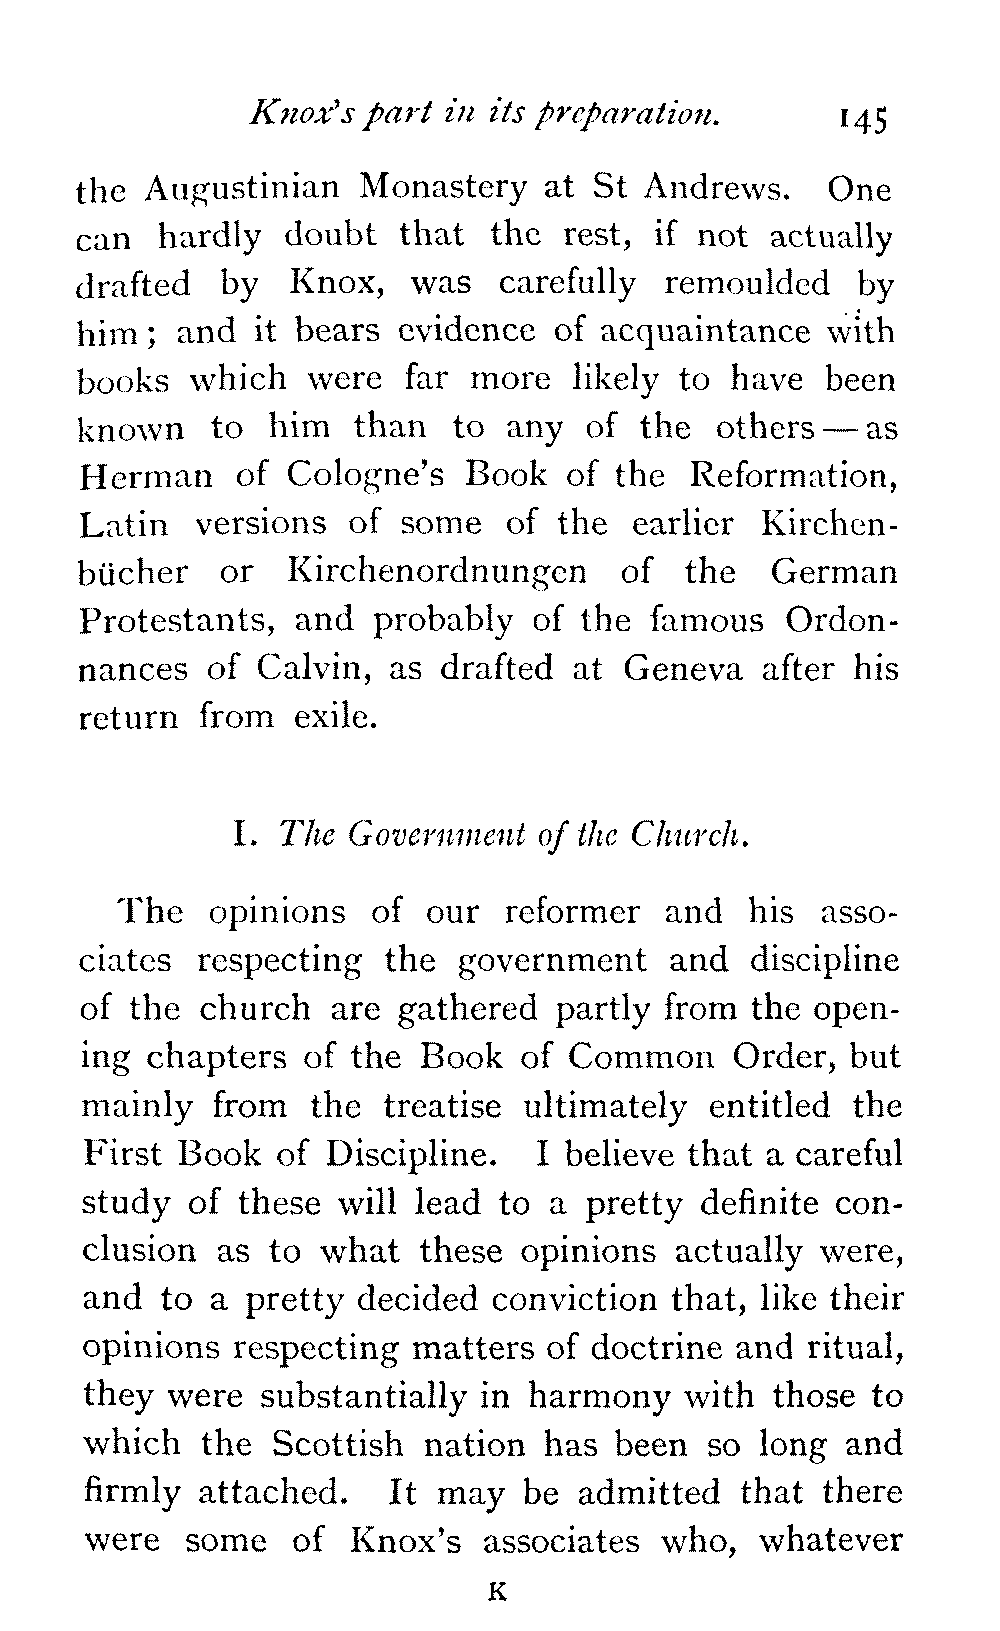 Knox's part in its preparation. 145
the Augustinian Monastery at St Andrews. One
can hardly doubt that the rest, if not actually
drafted by Knox, was carefully remoulded by
him; and it bears evidence of acquaintance with
books which were far more likely to have been
known to him than to any of the others—as
Herman of Cologne's Book of the Reformation,
Latin versions of some of the earlier Kirchen-
bücher or Kirchenordnungen of the German
Protestants, and probably of the famous Ordon-
nances of Calvin, as drafted at Geneva after his
return from exile.
I. The Government of the Church.
The opinions of our reformer and his asso-
ciates respecting the government and discipline
of the church are gathered partly from the open-
ing chapters of the Book of Common Order, but
mainly from the treatise ultimately entitled the
First Book of Discipline. I believe that a careful
study of these will lead to a pretty definite con-
clusion as to what these opinions actually were,
and to a pretty decided conviction that, like their
opinions respecting matters of doctrine and ritual,
they were substantially in harmony with those to
which the Scottish nation has been so long and
firmly attached. It may be admitted that there
were some of Knox's associates who, whatever
K